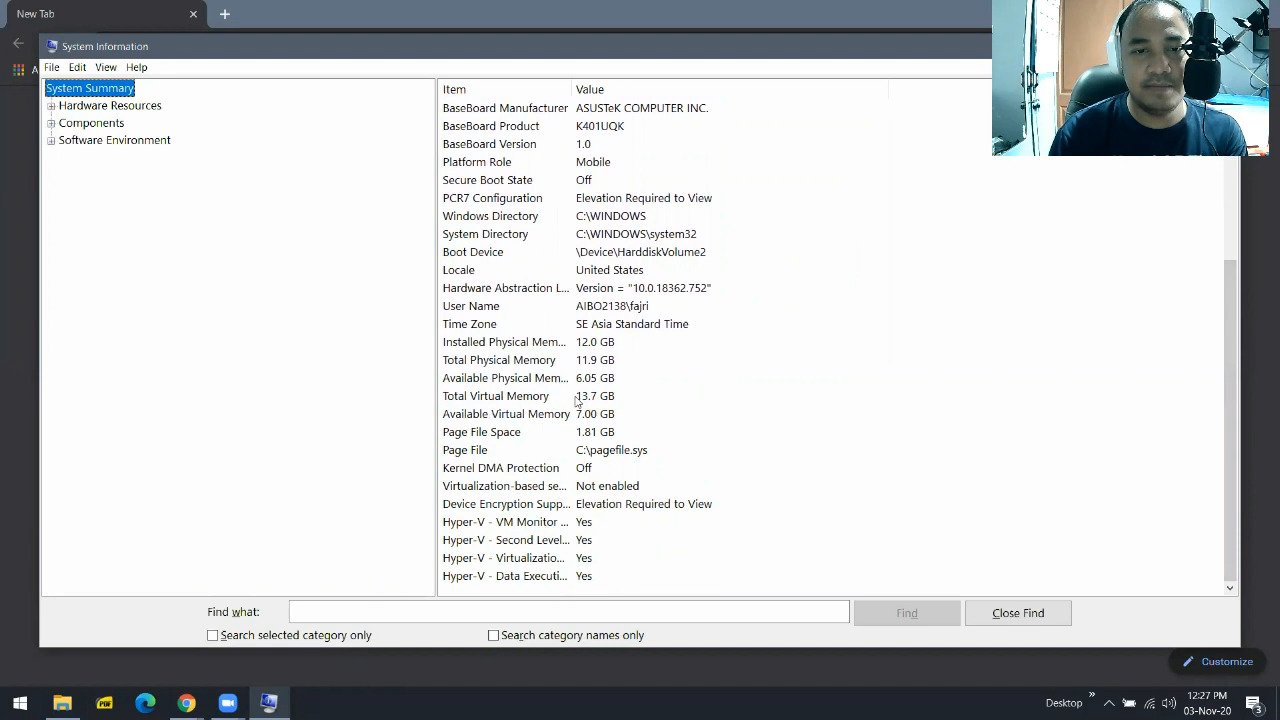 New Tab
System Information
File Edit View Help
System Summary
Hardware Resources
Components
Software Environment
Item Value
BaseBoard Manufacturer ASUSTeK COMPUTER INC.
BaseBoard Product K401UQK
BaseBoard Version 1.0
Platform Role Mobile
Secure Boot State Off
PCR7 Configuration Elevation Required to View
Windows Directory C:\WINDOWS
System Directory C:\WINDOWS\system32
Boot Device \Device\HarddiskVolume2
Locale United States
Hardware Abstraction L... Version = "10.0.18362.752"
User Name AIBO2138\fajri
Time Zone SE Asia Standard Time
Installed Physical Mem... 12.0 GB
Total Physical Memory 11.9 GB
Available Physical Mem... 6.05 GB
Total Virtual Memory 13.7 GB
Available Virtual Memory 7.00 GB
Page File Space 1.81 GB
Page File C:\pagefile.sys
Kernel DMA Protection Off
Virtualization-based se... Not enabled
Device Encryption Supp... Elevation Required to View
Hyper-V - VM Monitor ... Yes
Hyper-V - Second Level... Yes
Hyper-V - Virtualizatio... Yes
Hyper-V - Data Executi... Yes
Find what:
Find
Close Find
Search selected category only
Search category names only
Customize
PDF
Desktop
12:27 PM
03-Nov-20
3